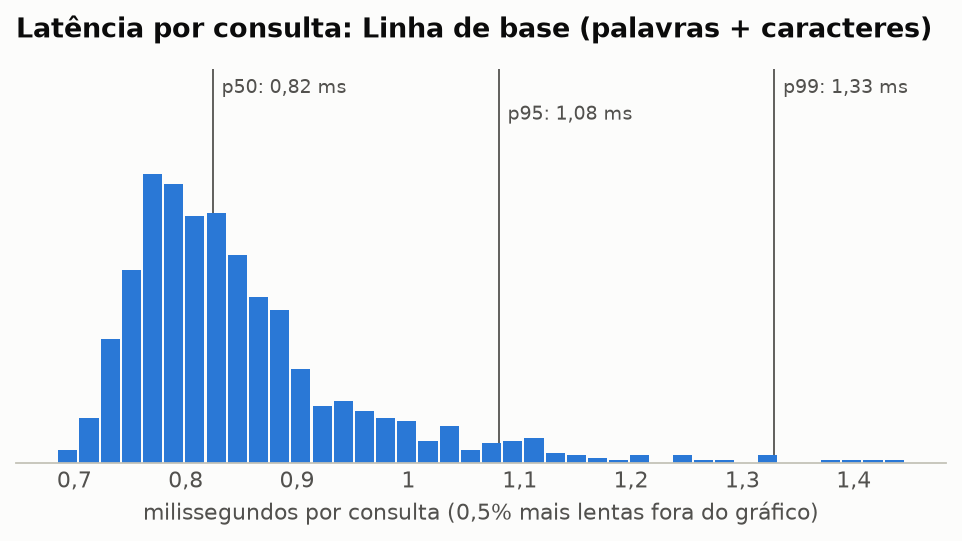 Latência por consulta: Linha de base (palavras + caracteres)
p50: 0,82 ms
p99: 1,33 ms
p95: 1,08 ms
0,7 0,8 0,9 1 1,1 1,2 1,3 1,4
milissegundos por consulta (0,5% mais lentas fora do gráfico)